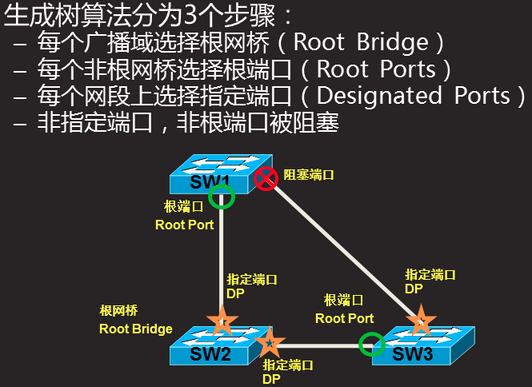 生成树算法分为3个步骤：
– 每个广播域选择根网桥（Root Bridge）
– 每个非根网桥选择根端口（Root Ports）
– 每个网段上选择指定端口（Designated Ports）
– 非指定端口，非根端口被阻塞
SW1
阻塞端口
根端口
Root Port
指定端口
DP
指定端口
DP
根网桥
Root Bridge
根端口
Root Port
SW2
SW3
指定端口
DP